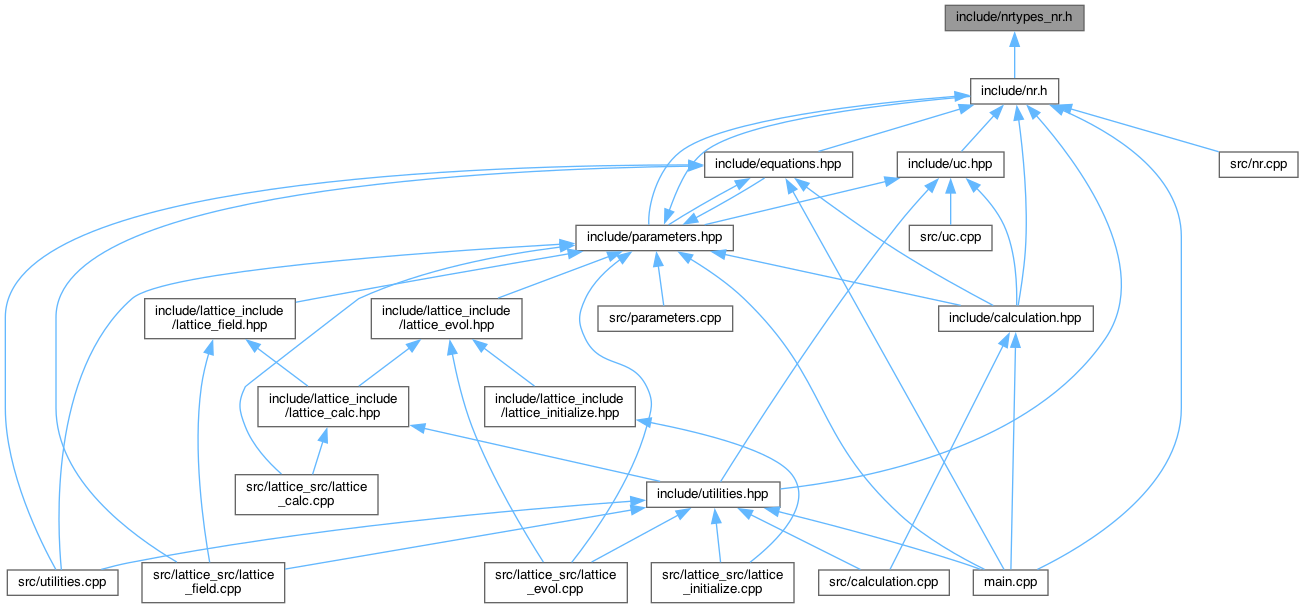 include/nrtypes_nr.h
include/nr.h
include/equations.hpp
include/uc.hpp
src/nr.cpp
include/parameters.hpp
src/uc.cpp
include/lattice_include
/lattice_field.hpp
include/lattice_include
/lattice_evol.hpp
src/parameters.cpp
include/calculation.hpp
include/lattice_include
/lattice_calc.hpp
include/lattice_include
/lattice_initialize.hpp
src/lattice_src/lattice
_calc.cpp
include/utilities.hpp
src/utilities.cpp
src/lattice_src/lattice
_field.cpp
src/lattice_src/lattice
_evol.cpp
src/lattice_src/lattice
_initialize.cpp
src/calculation.cpp
main.cpp